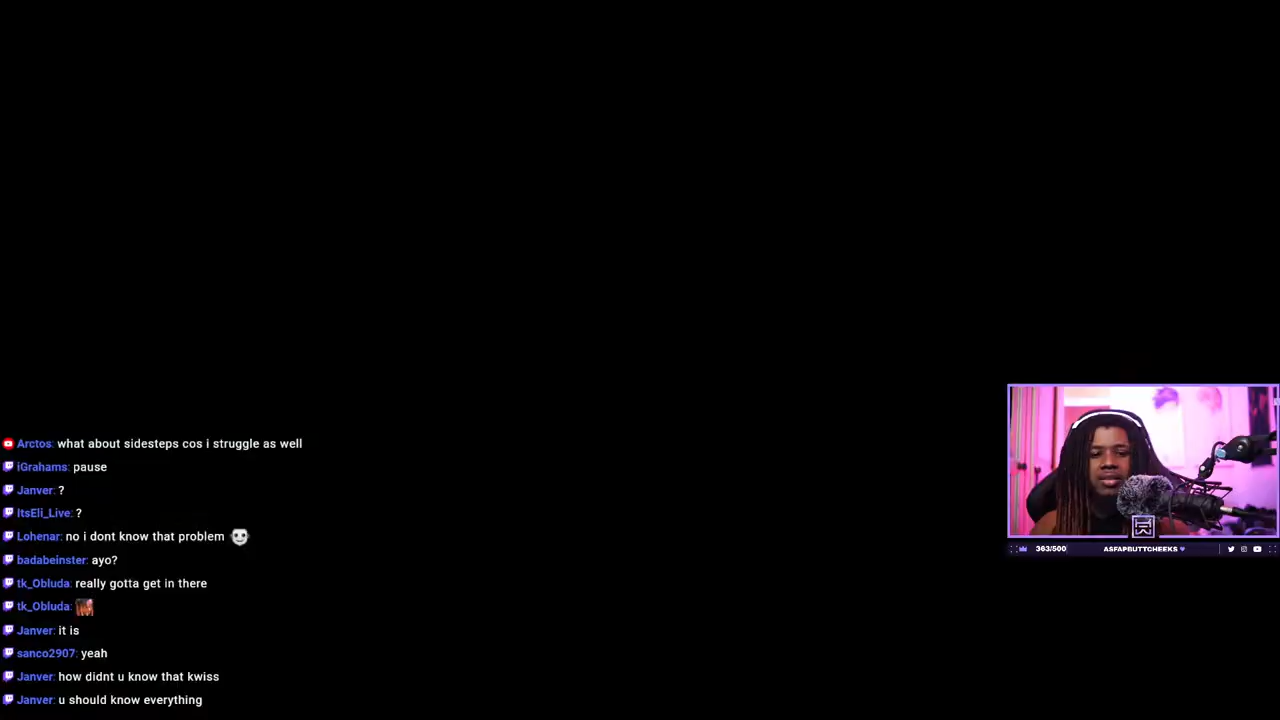 Arctos: what about sidesteps cos i struggle as well
iGrahams: pause
Janver: ?
ItsEli_Live: ?
Lohenar: no i dont know that problem
badabeinster: ayo?
tk_Obluda: really gotta get in there
tk_Obluda:
Janver: it is
sanco2907: yeah
Janver: how didnt u know that kwiss
Janver: u should know everything
363/500
ASFAPBUTTCHEEKS